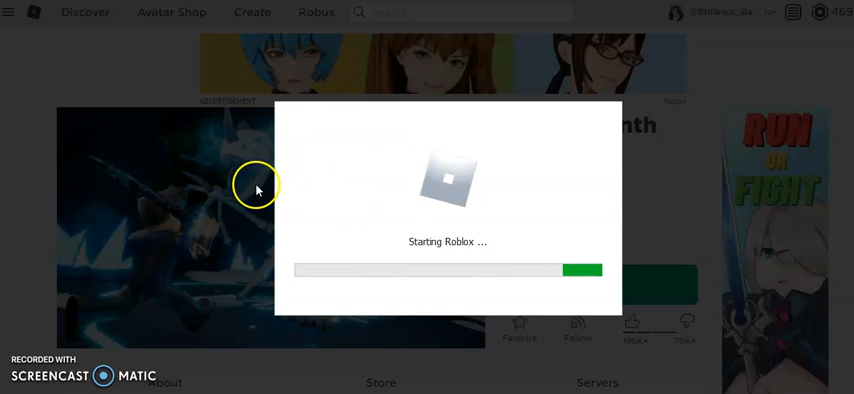 Discover Avatar Shop Create Robux Search 469
ADVERTISEMENT Report
nth
RUN
OR
FIGHT
Starting Roblox ...
Favorite Follow 186K+ 70K+
RECORDED WITH
SCREENCAST MATIC
About Store Servers